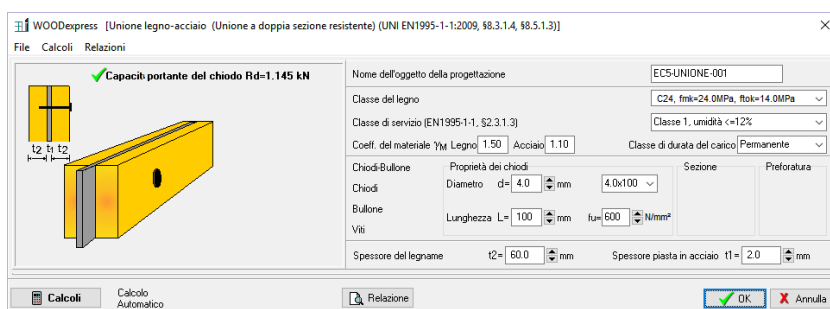 WOODexpress [Unione legno-acciaio (Unione a doppia sezione resistente) (UNI EN1995-1-1:2009, §8.3.1.4, §8.5.1.3)]
File Calcoli Relazioni
Capacità portante del chiodo Rd=1.145 kN
t2 t1 t2
Nome dell'oggetto della progettazione EC5-UNIONE-001
Classe del legno C24, fmk=24.0MPa, ftok=14.0MPa
Classe di servizio (EN1995-1-1, §2.3.1.3) Classe 1, umidità <=12%
Coeff. del materiale γM Legno 1.50 Acciaio 1.10 Classe di durata del carico Permanente
Chiodi-Bullone Proprietà dei chiodi Sezione Preforatura
Chiodi Diametro d= 4.0 mm 4.0x100
Bullone
Lunghezza L= 100 mm fu= 600 N/mm²
Viti
Spessore del legname t2= 60.0 mm Spessore piasta in acciaio t1= 2.0 mm
Calcoli Calcolo Automatico Relazione OK Annulla